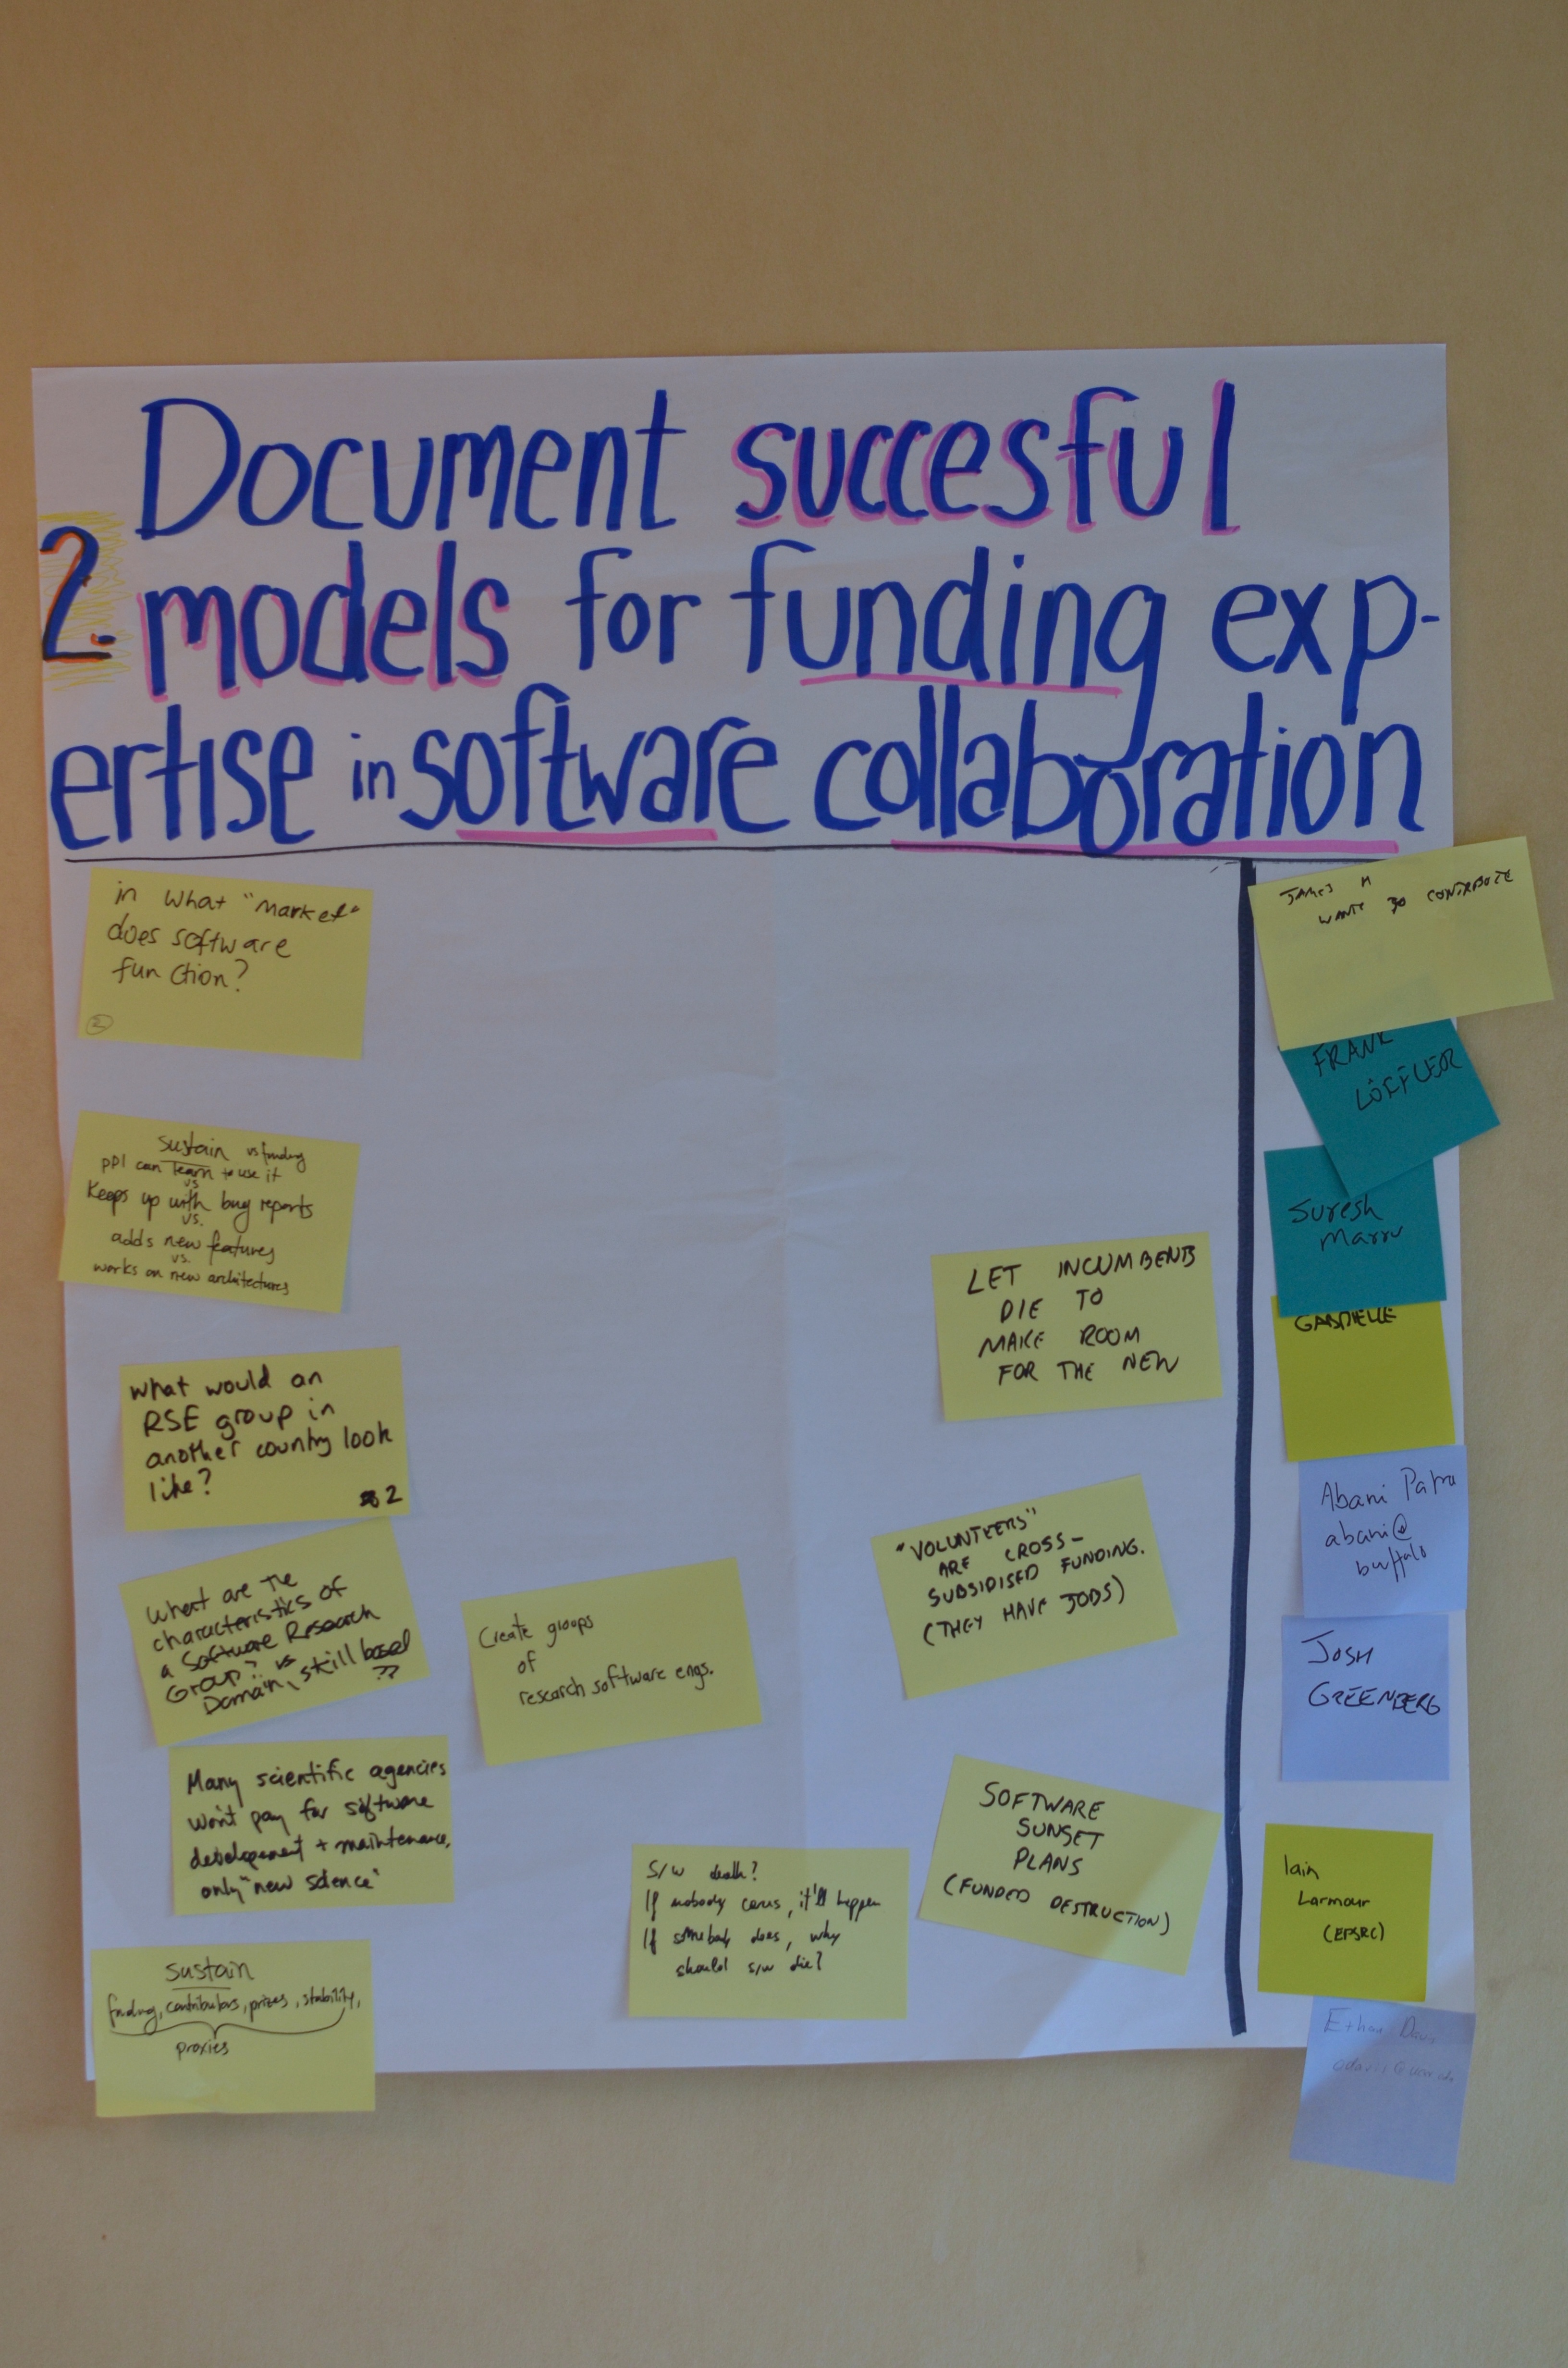 Document succesful
2. models for funding exp-
ertise in software collaboration
in what "market"
does software
function?
2
sustain vs funding
ppl can learn to use it
vs
Keeps up with bug reports
vs.
adds new features
vs.
works on new architectures
What would an
RSE group in
another country look
like?
2
What are the
characteristics of
a Software Research
Group? vs
Domain, skill based
??
Many scientific agencies
won't pay for software
development + maintenance,
only "new science"
sustain
funding, contributors, prizes, stability,
proxies
Create groups
of
research software engs.
S/W death?
If nobody cares, it'll happen
If somebody does, why
should s/w die?
LET INCUMBENTS
DIE TO
MAKE ROOM
FOR THE NEW
"VOLUNTEERS"
ARE CROSS-
SUBSIDISED FUNDING.
(THEY HAVE JOBS)
SOFTWARE
SUNSET
PLANS
(FUNDED DESTRUCTION)
JAMES H
WANTS TO CONTRIBUTE
FRANK
LÖFFLER
Suresh
Marru
GABRIELLE
Abani Patra
abani@
buffalo
JOSH
GREENBERG
Iain
Larmour
(EPSRC)
Ethan Davis